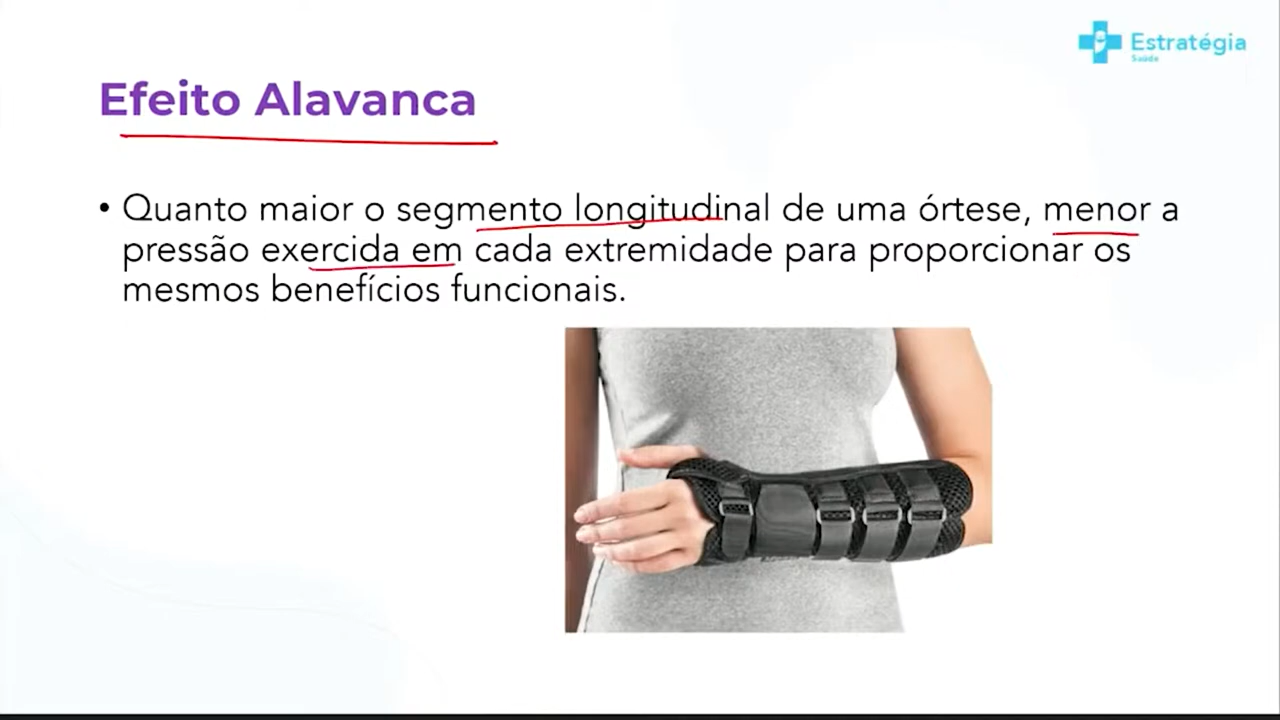 Estratégia
Saúde
Efeito Alavanca
• Quanto maior o segmento longitudinal de uma órtese, menor a
pressão exercida em cada extremidade para proporcionar os
mesmos benefícios funcionais.